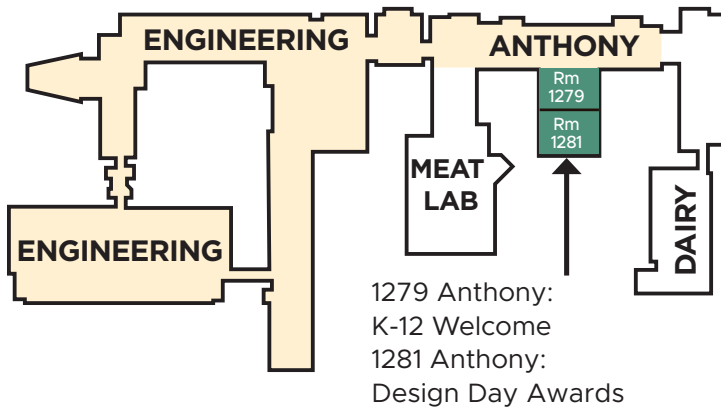 ENGINEERING
ANTHONY
Rm
1279
Rm
1281
MEAT
LAB
DAIRY
ENGINEERING
1279 Anthony:
K-12 Welcome
1281 Anthony:
Design Day Awards